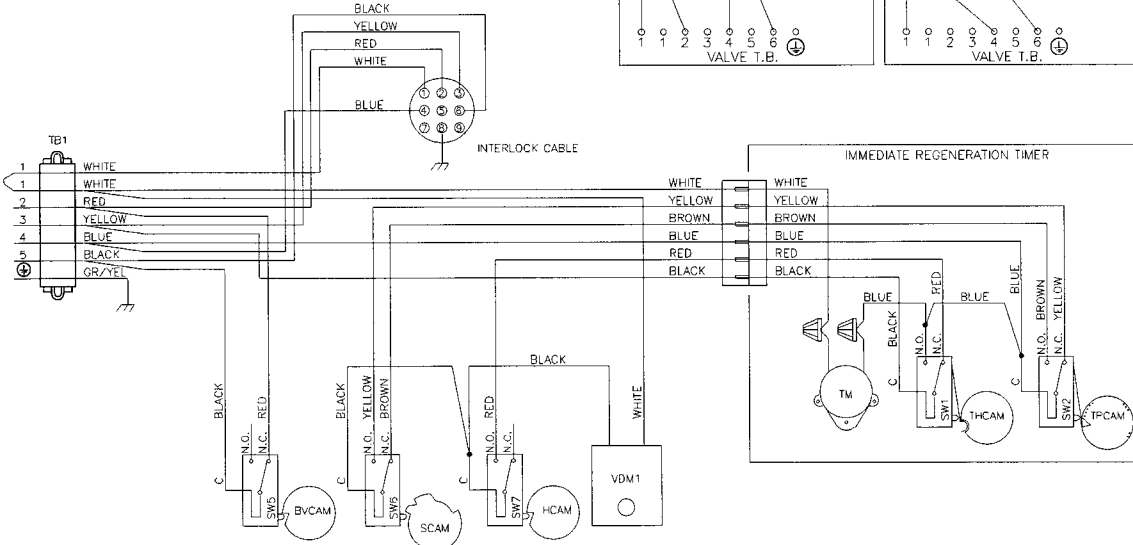 BLACK
YELLOW
RED
WHITE
BLUE
1 2 3
4 5 6
7 8 9
INTERLOCK CABLE
1 1 2 3 4 5 6
VALVE T.B.
1 1 2 3 4 5 6
VALVE T.B.
TB1
1 WHITE
1 WHITE
2 RED
3 YELLOW
4 BLUE
5 BLACK
GR/YEL
IMMEDIATE REGENERATION TIMER
WHITE WHITE
YELLOW YELLOW
BROWN BROWN
BLUE BLUE
RED RED
BLACK BLACK
BLUE
BLACK
RED
BLUE
BLUE
BROWN
YELLOW
N.O.
N.C.
N.O.
N.C.
C
C
TM
SW1
THCAM
SW2
TPCAM
BLACK
RED
BLACK
YELLOW
BROWN
BLACK
RED
WHITE
N.O.
N.C.
N.O.
N.C.
N.O.
N.C.
C
C
C
SW5
BVCAM
SW6
SCAM
SW7
HCAM
VDM1